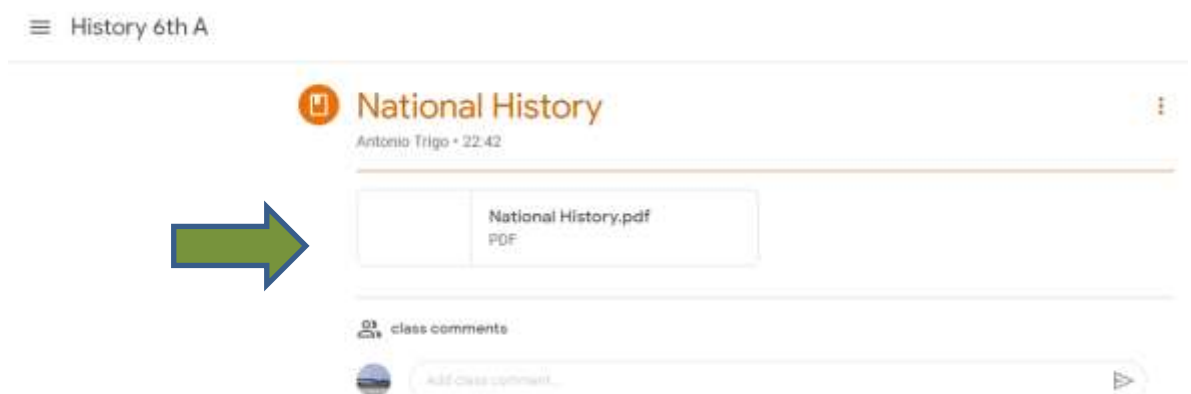 History 6th A
National History
Antonio Trigo • 22:42
National History.pdf
PDF
class comments
Add class comment...